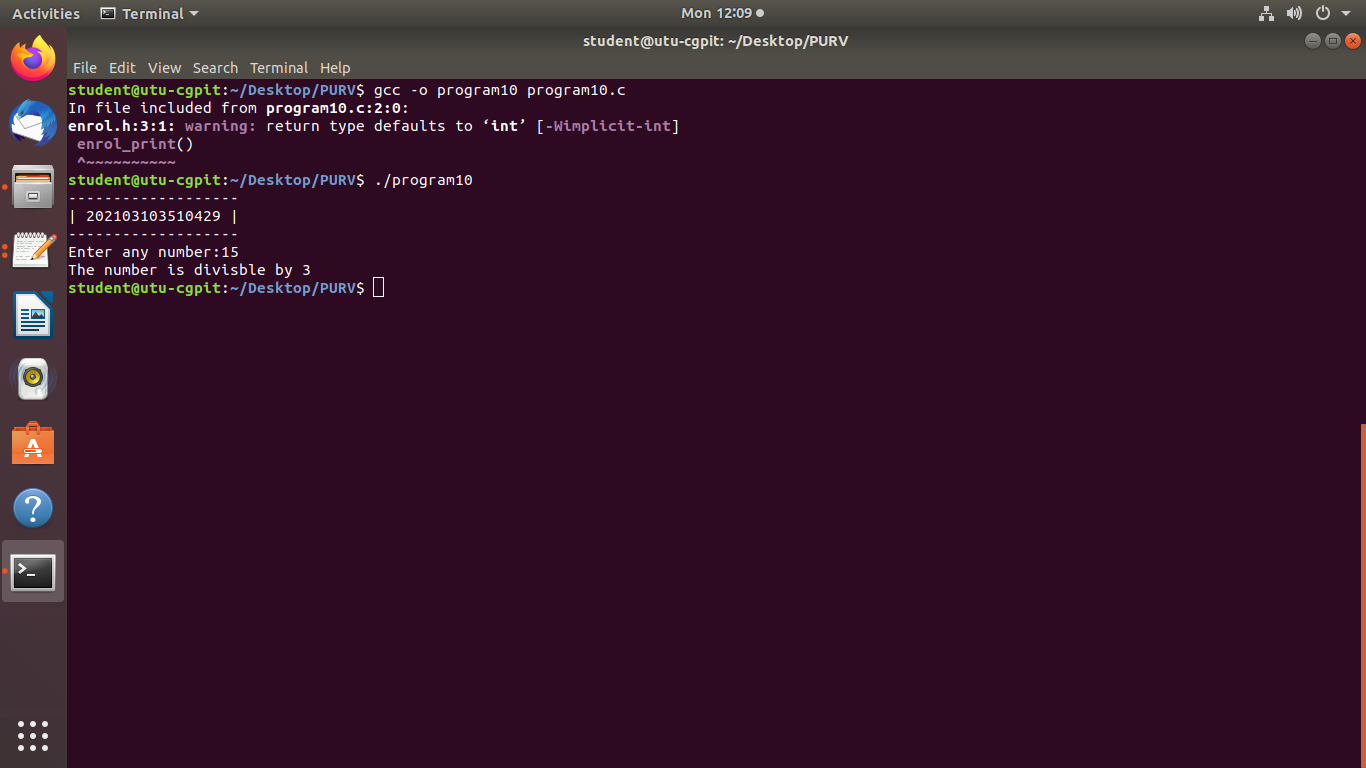 Activities Terminal Mon 12:09
student@utu-cgpit: ~/Desktop/PURV
File Edit View Search Terminal Help
student@utu-cgpit:~/Desktop/PURV$ gcc -o program10 program10.c
In file included from program10.c:2:0:
enrol.h:3:1: warning: return type defaults to ‘int’ [-Wimplicit-int]
 enrol_print()
 ^~~~~~~~~~~
student@utu-cgpit:~/Desktop/PURV$ ./program10
-------------------
| 202103103510429 |
-------------------
Enter any number:15
The number is divisble by 3
student@utu-cgpit:~/Desktop/PURV$